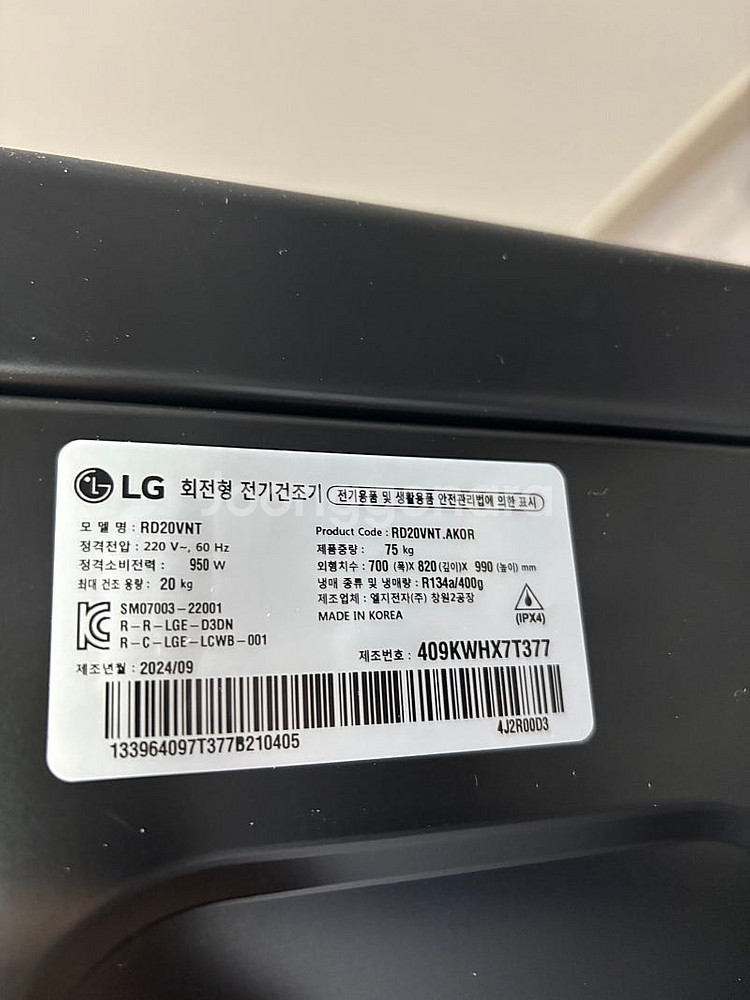 LG 회전형 전기건조기 전기용품 및 생활용품 안전관리법에 의한 표시
모 델 명 : RD20VNT
정격전압 : 220 V~, 60 Hz
정격소비전력 : 950 W
최대 건조 용량 : 20 kg
SM07003-22001
R-R-LGE-D3DN
R-C-LGE-LCWB-001
제조년월 : 2024/09
Product Code : RD20VNT.AKOR
제품중량 : 75 kg
외형치수 : 700 (폭)X 820(깊이)X 990 (높이) mm
냉매 종류 및 냉매량 : R134a/400g
제조업체 : 엘지전자(주) 창원2공장
MADE IN KOREA
(IPX4)
제조번호 : 409KWHX7T377
133964097T377B210405
4J2R00D3
Joonggonara